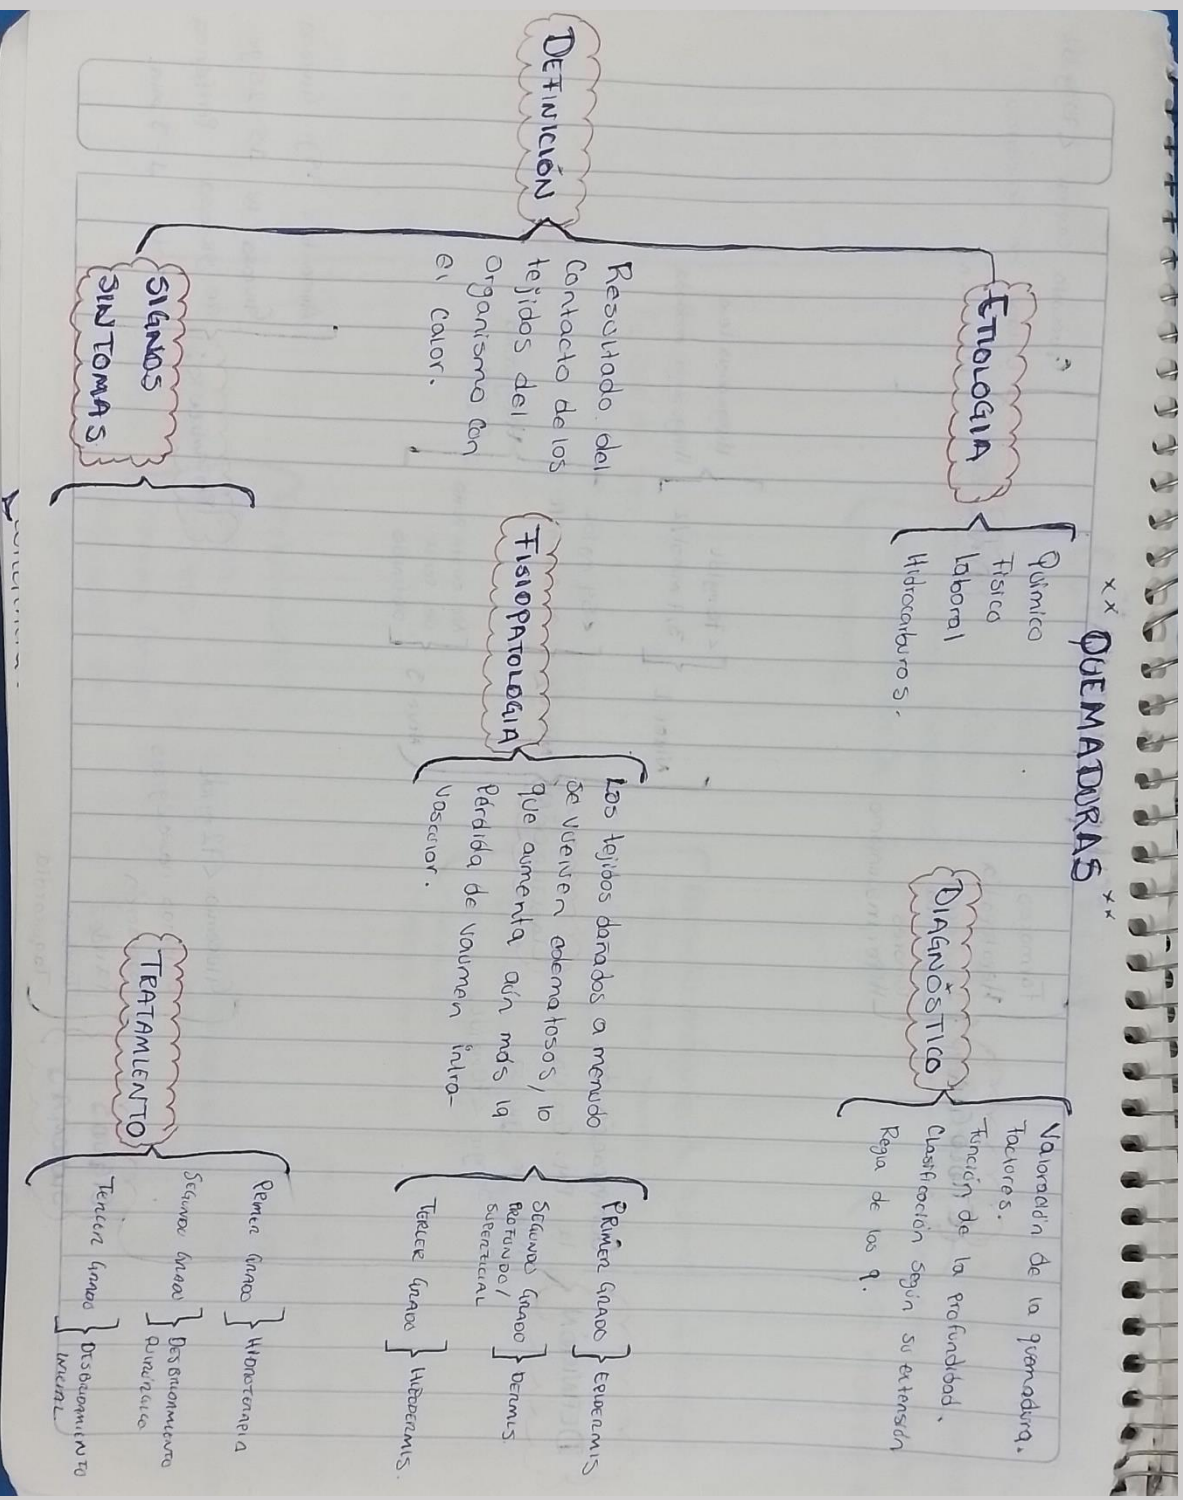 x x QUEMADURAS x x
DEFINICIÓN
Resultado del
contacto de los
tejidos del
organismo con
el calor.
ETIOLOGIA
Químico
Físico
Laboral
Hidrocarburos.
SIGNOS
SINTOMAS
FISIOPATOLOGIA
Los tejidos dañados a menudo
se vuelven edematosos, lo
que aumenta aún más la
pérdida de volumen intra-
vascular.
DIAGNÓSTICO
Valoración de la quemadura.
Factores.
Función de la profundidad.
Clasificación según su extensión
Regla de los 9.
PRIMER GRADO } EPIDERMIS
SEGUNDO GRADO } DERMIS.
PROFUNDO/
SUPERFICIAL
TERCER GRADO } HIPODERMIS.
TRATAMIENTO
PRIMER GRADO } HIDROTERAPIA
SEGUNDO GRADO } DESBRIDAMIENTO
QUIRÚRGICO
TERCER GRADO } DESBRIDAMIENTO
INICIAL